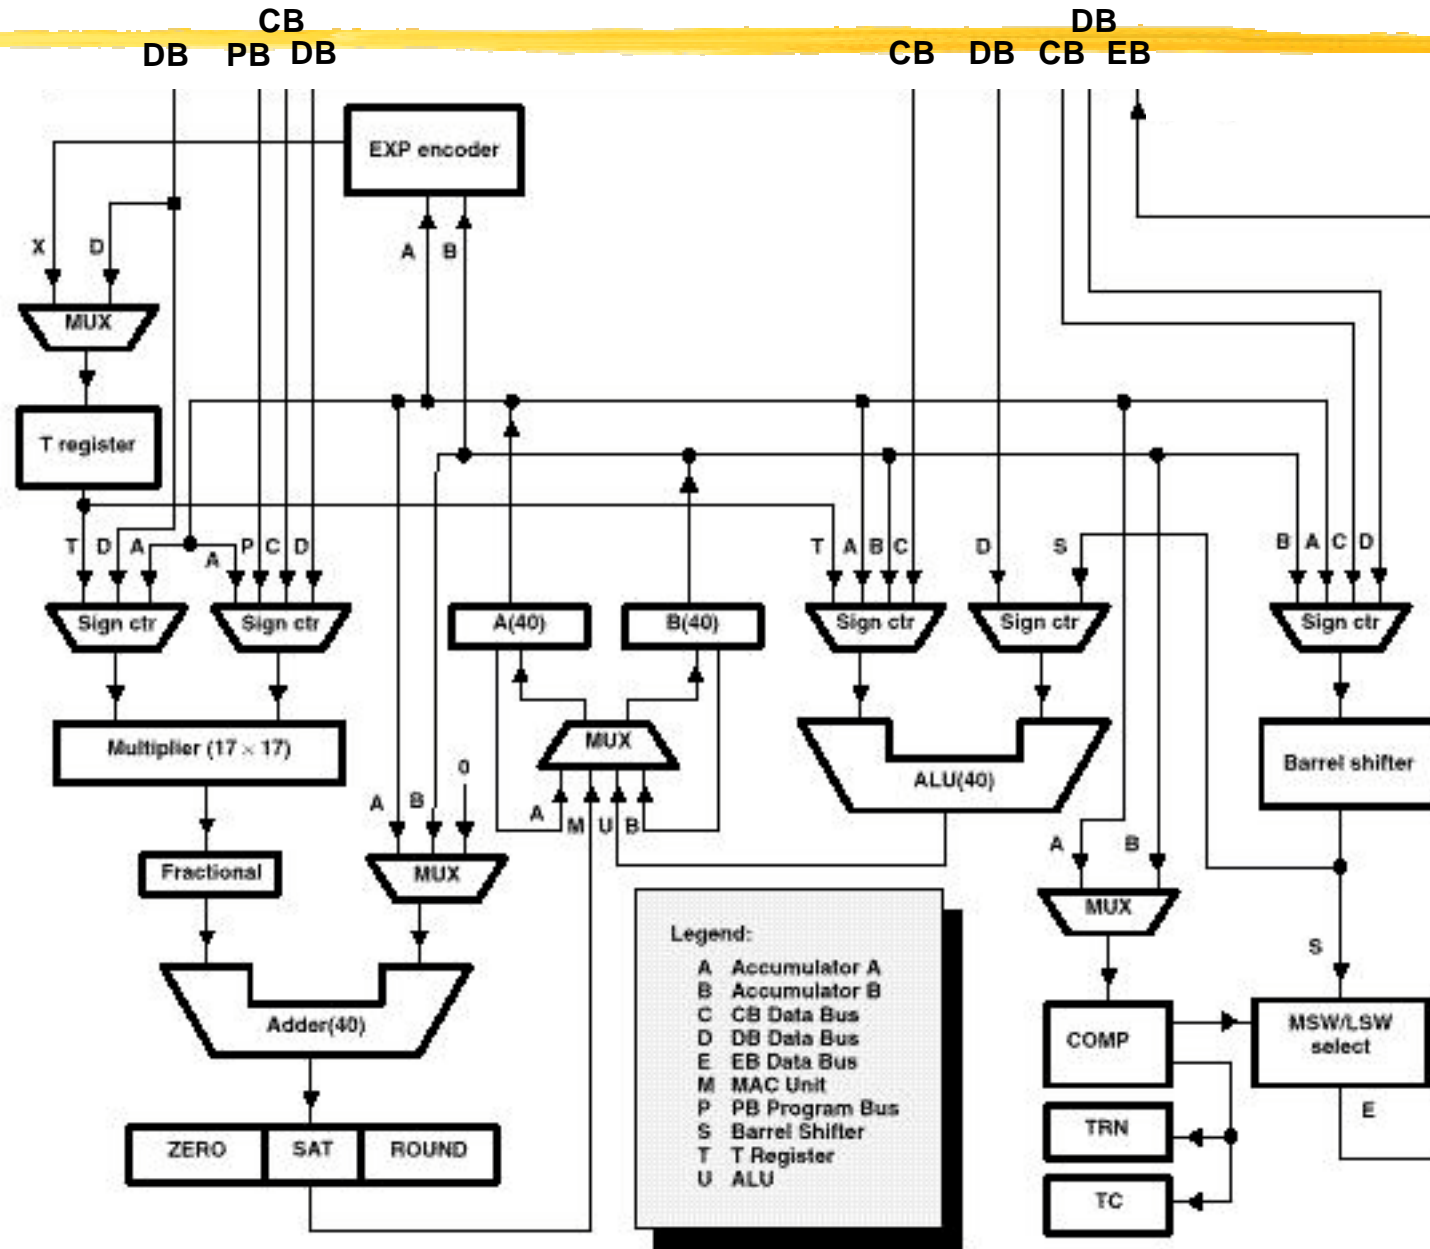 CB DB
DB PB DB CB DB CB EB
EXP encoder
X D A B
MUX
T register
T D A A P C D T A B C D S B A C D
Sign ctr Sign ctr A(40) B(40) Sign ctr Sign ctr Sign ctr
Multiplier (17 × 17) MUX ALU(40) Barrel shifter
0
A B A M U B
A B
Fractional MUX MUX
S
Adder(40)
COMP MSW/LSW
select
E
TRN
ZERO SAT ROUND
TC
Legend:
A Accumulator A
B Accumulator B
C CB Data Bus
D DB Data Bus
E EB Data Bus
M MAC Unit
P PB Program Bus
S Barrel Shifter
T T Register
U ALU